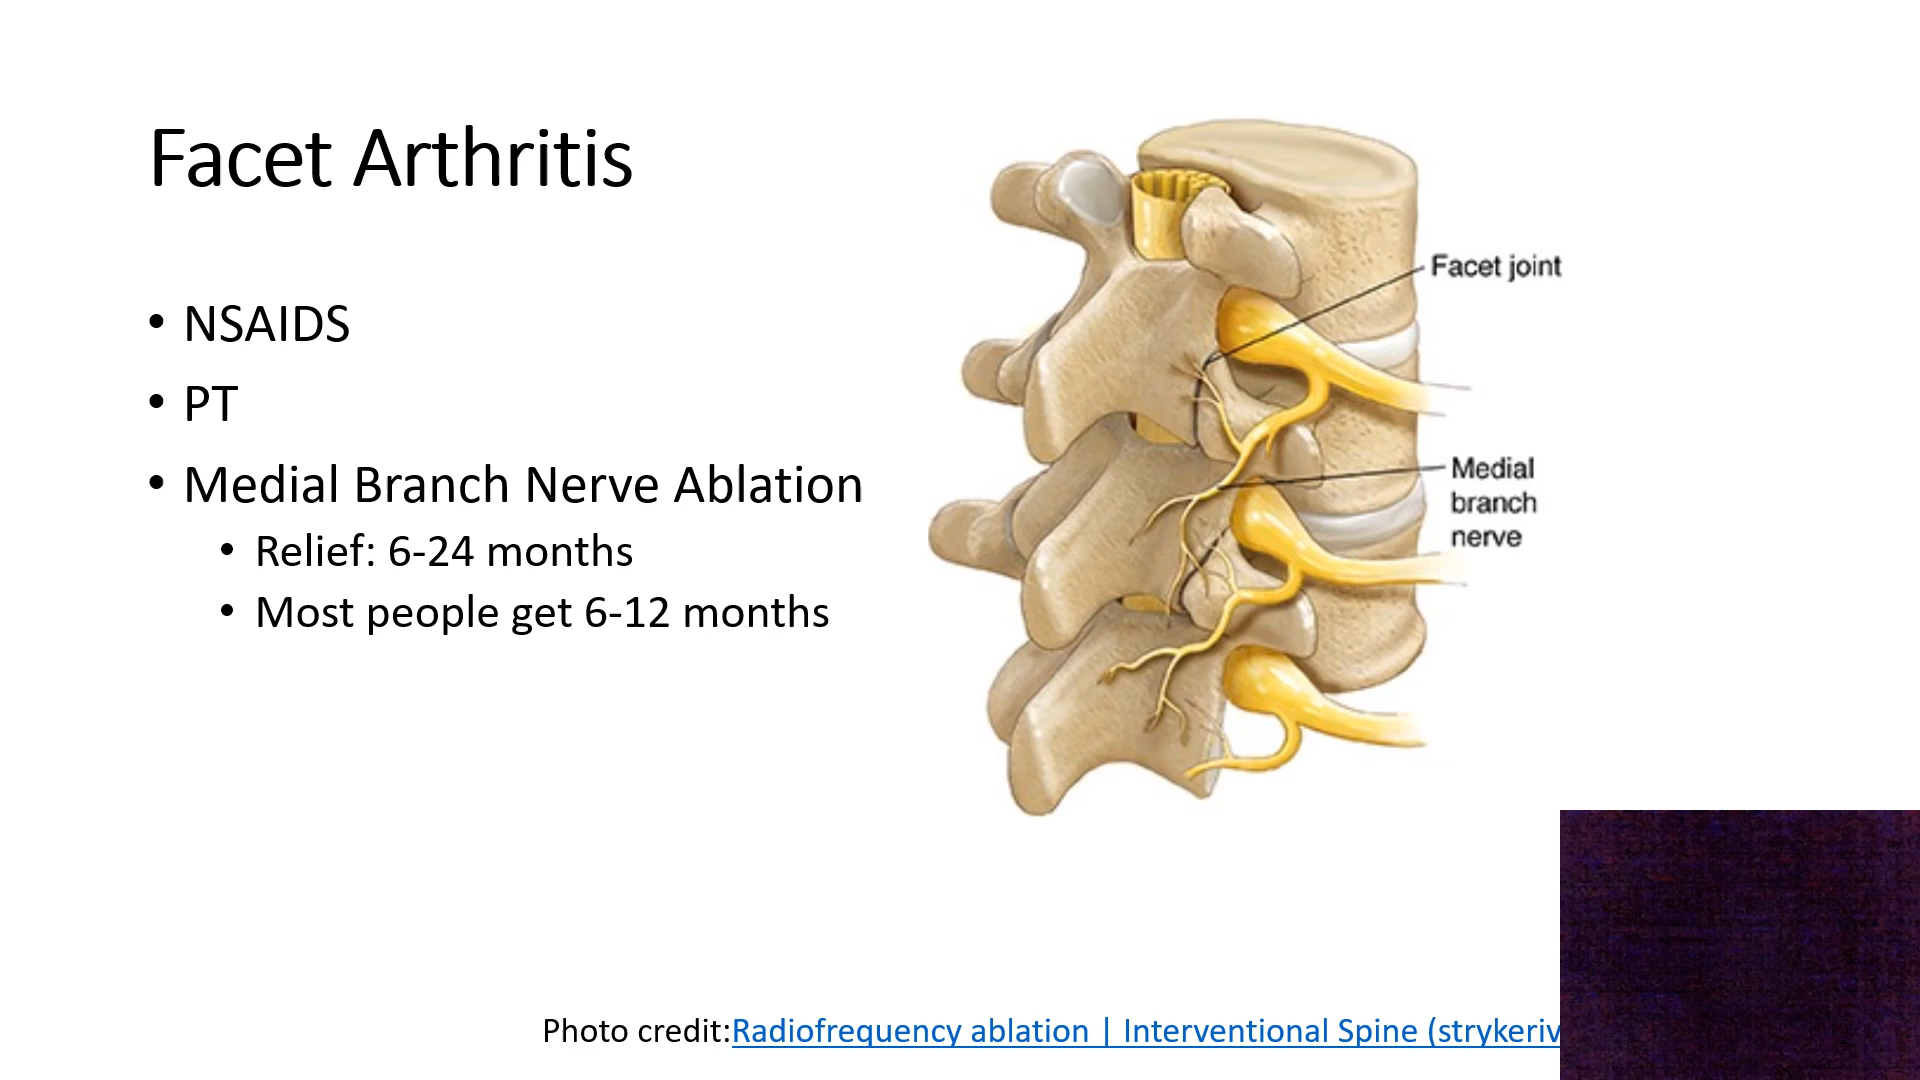 Facet Arthritis
• NSAIDS
• PT
• Medial Branch Nerve Ablation
• Relief: 6-24 months
• Most people get 6-12 months
Facet joint
Medial
branch
nerve
Photo credit:Radiofrequency ablation | Interventional Spine (strykeriv